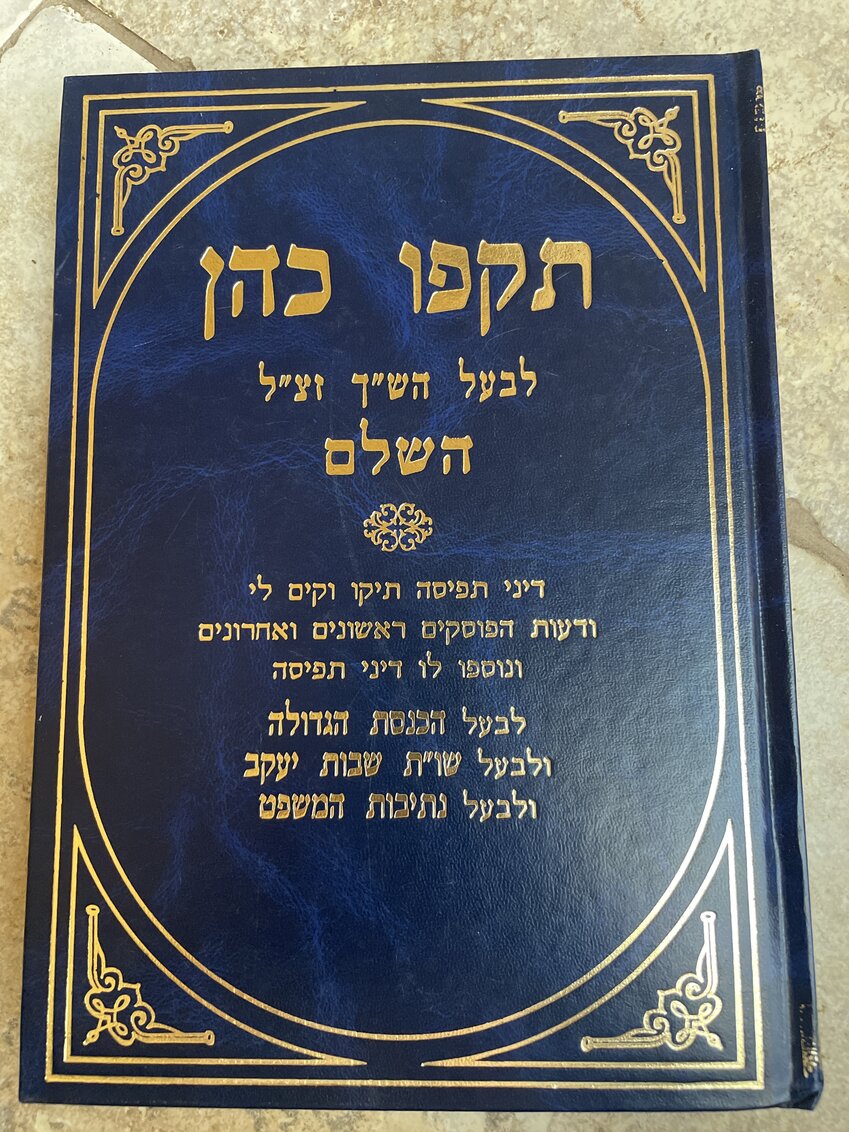 תקפו כהן
לבעל הש"ך זצ"ל
השלם
דיני תפיסה תיקו וקים לי
ודעות הפוסקים ראשונים ואחרונים
ונוספו לו דיני תפיסה
לבעל הכנסת הגדולה
ולבעל שו"ת שבות יעקב
ולבעל נתיבות המשפט